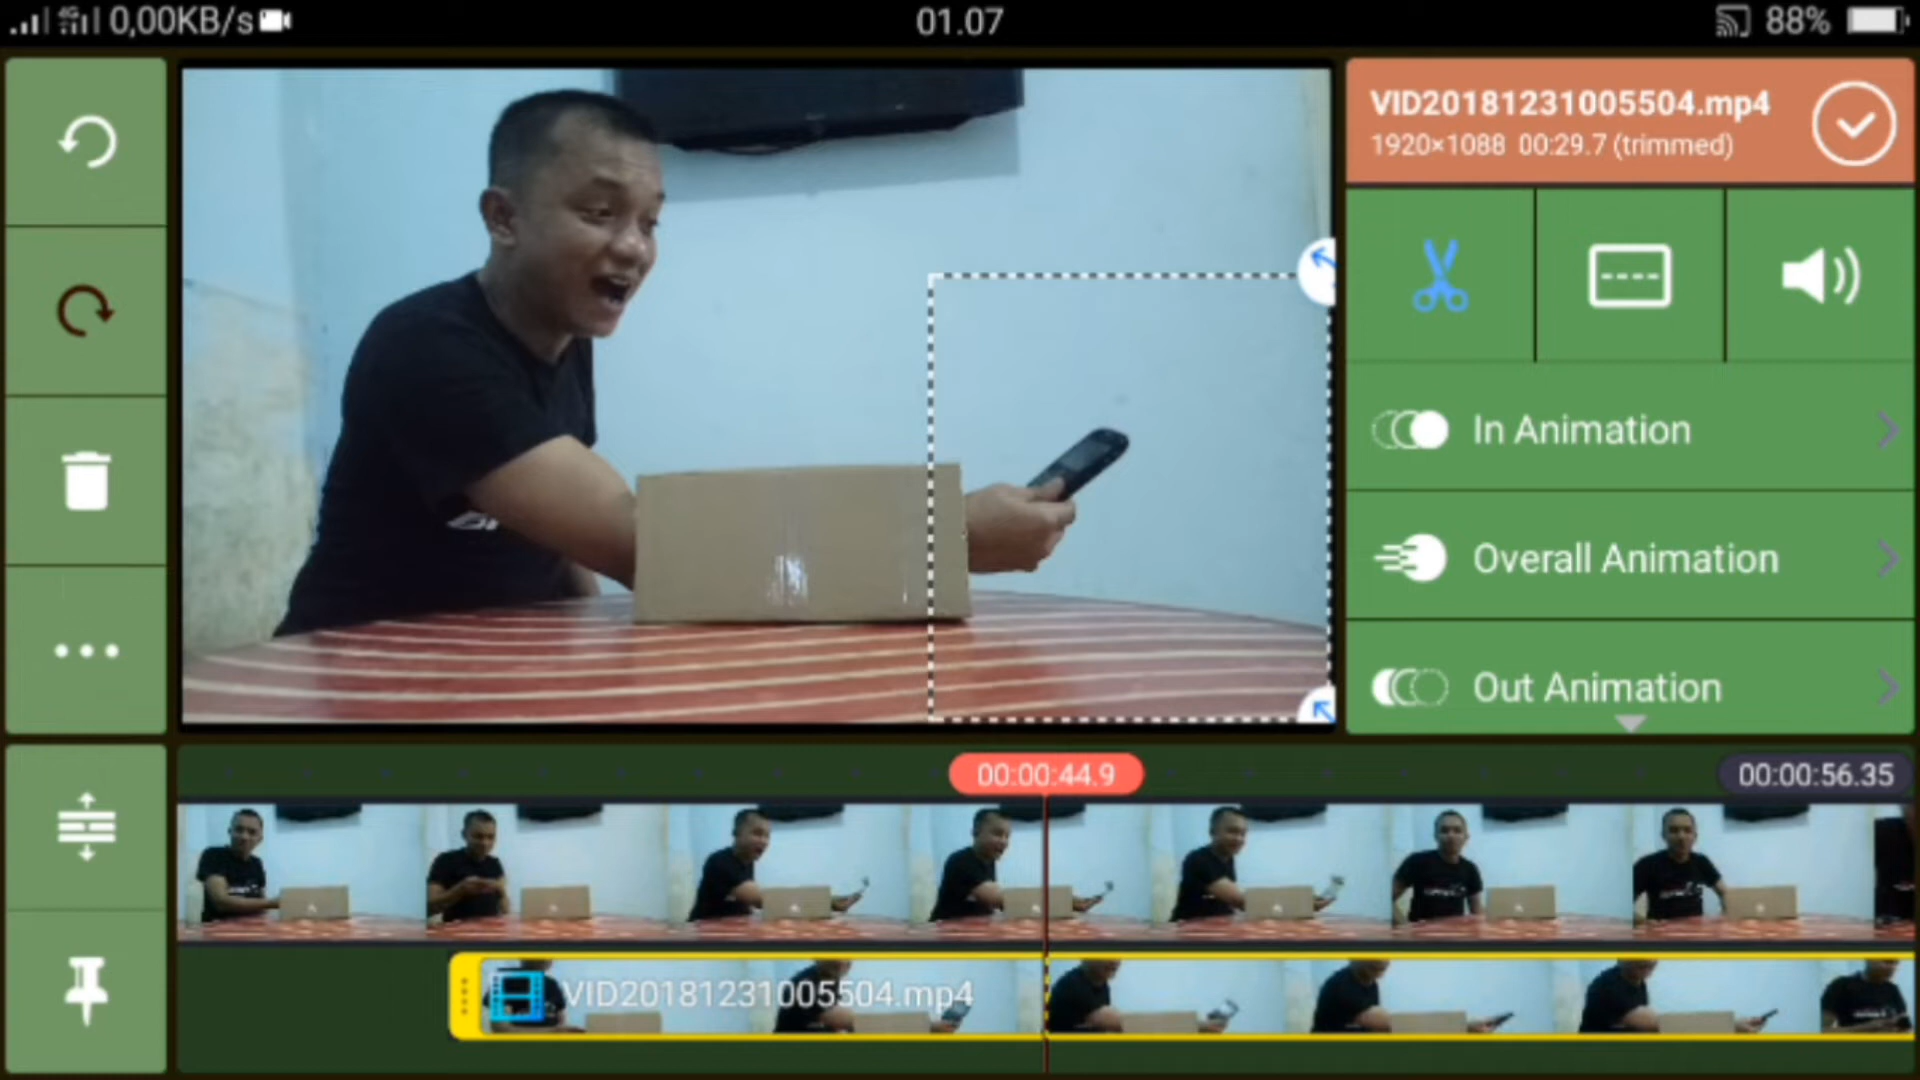 4G 0,00KB/s 01.07 88%
VID20181231005504.mp4
1920×1088 00:29.7 (trimmed)
In Animation
Overall Animation
Out Animation
00:00:44.9 00:00:56.35
VID20181231005504.mp4